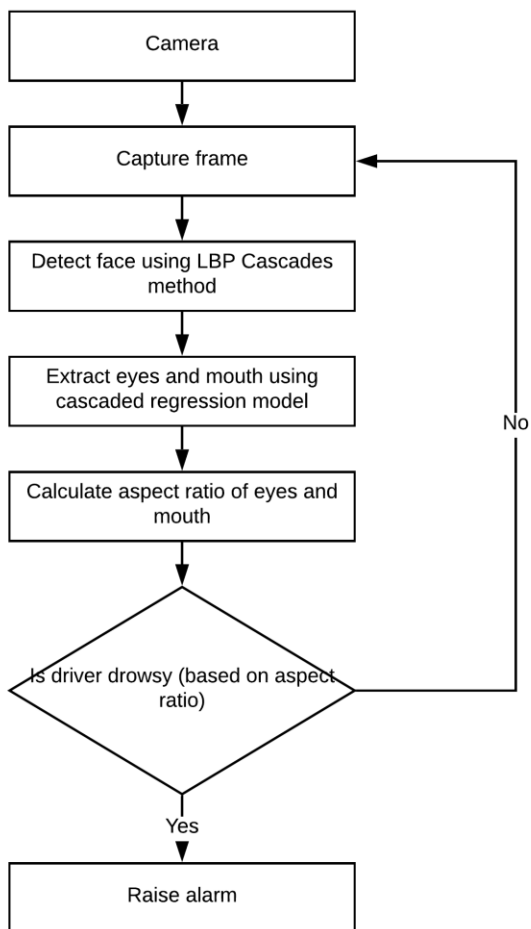 Camera
Capture frame
Detect face using LBP Cascades
method
Extract eyes and mouth using
cascaded regression model
Calculate aspect ratio of eyes and
mouth
Is driver drowsy (based on aspect
ratio)
No
Yes
Raise alarm